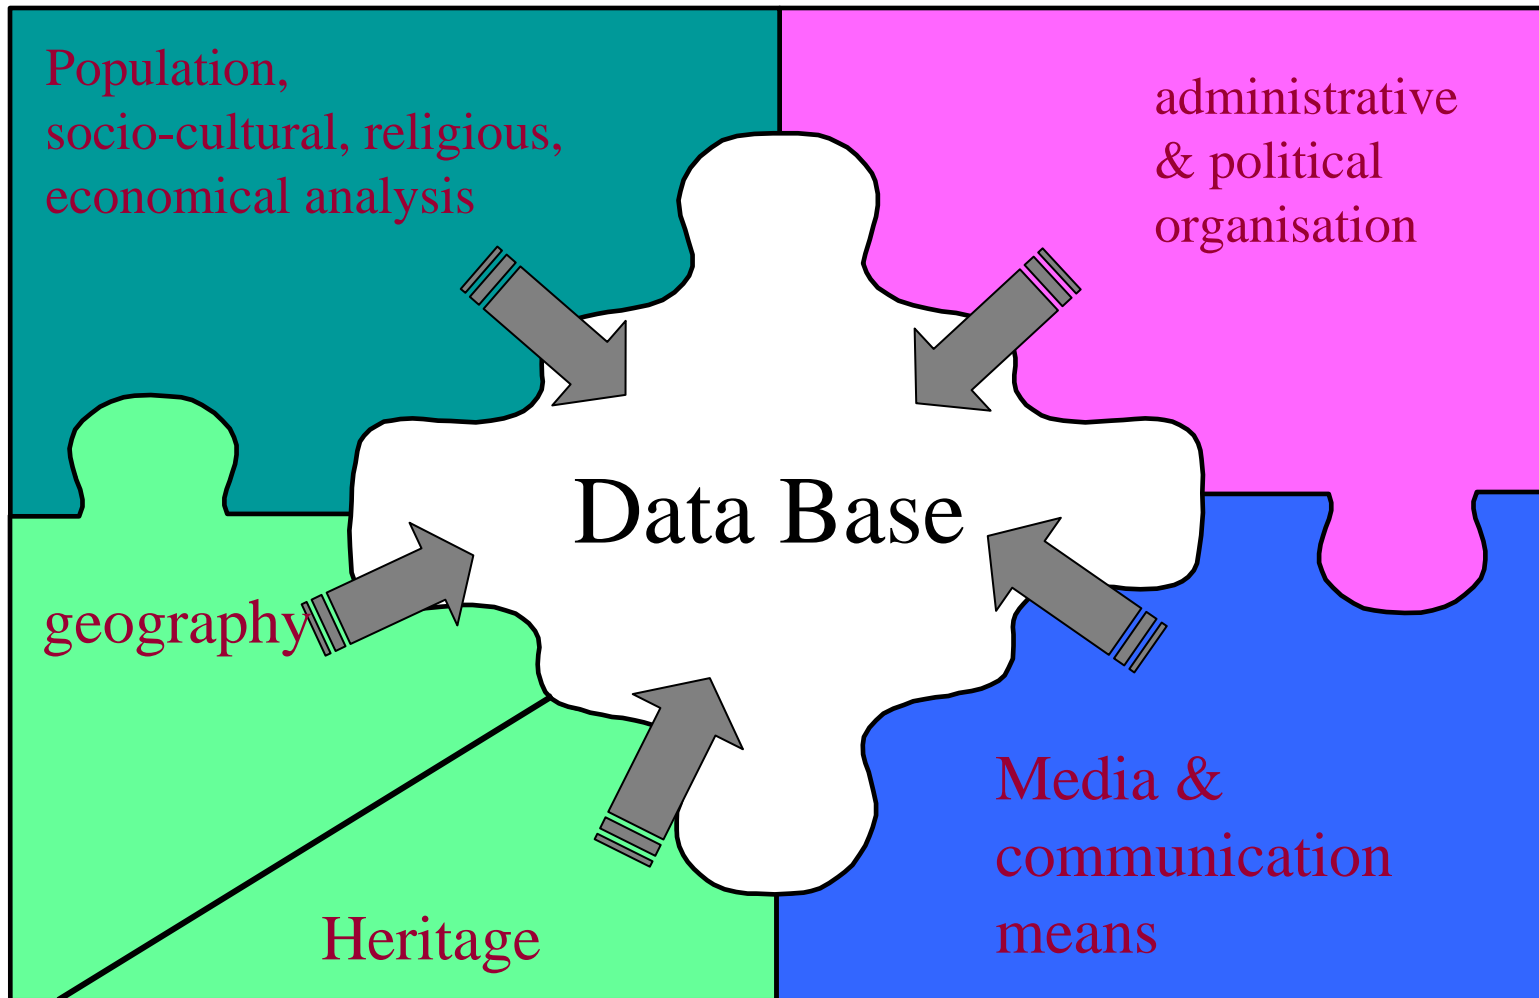 Population,
socio-cultural, religious,
economical analysis
administrative
& political
organisation
Data Base
geography
Heritage
Media &
communication
means